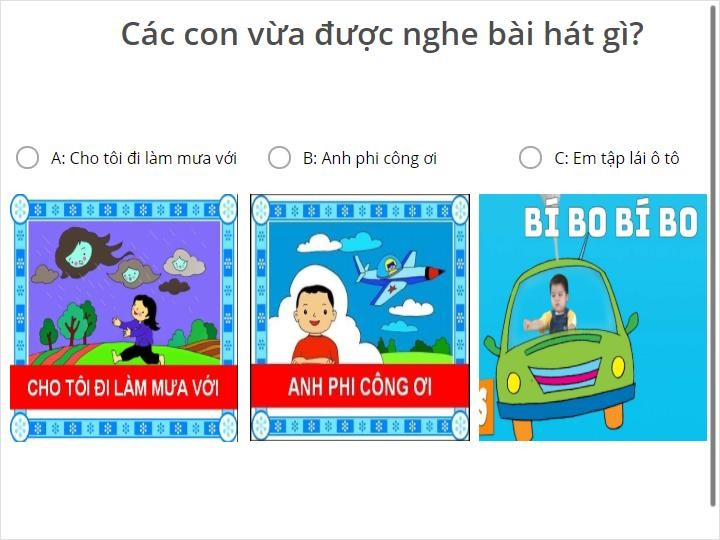 Các con vừa được nghe bài hát gì?
A: Cho tôi đi làm mưa với
B: Anh phi công ơi
C: Em tập lái ô tô
CHO TÔI ĐI LÀM MƯA VỚI
ANH PHI CÔNG ƠI
BÍ BO BÍ BO
S